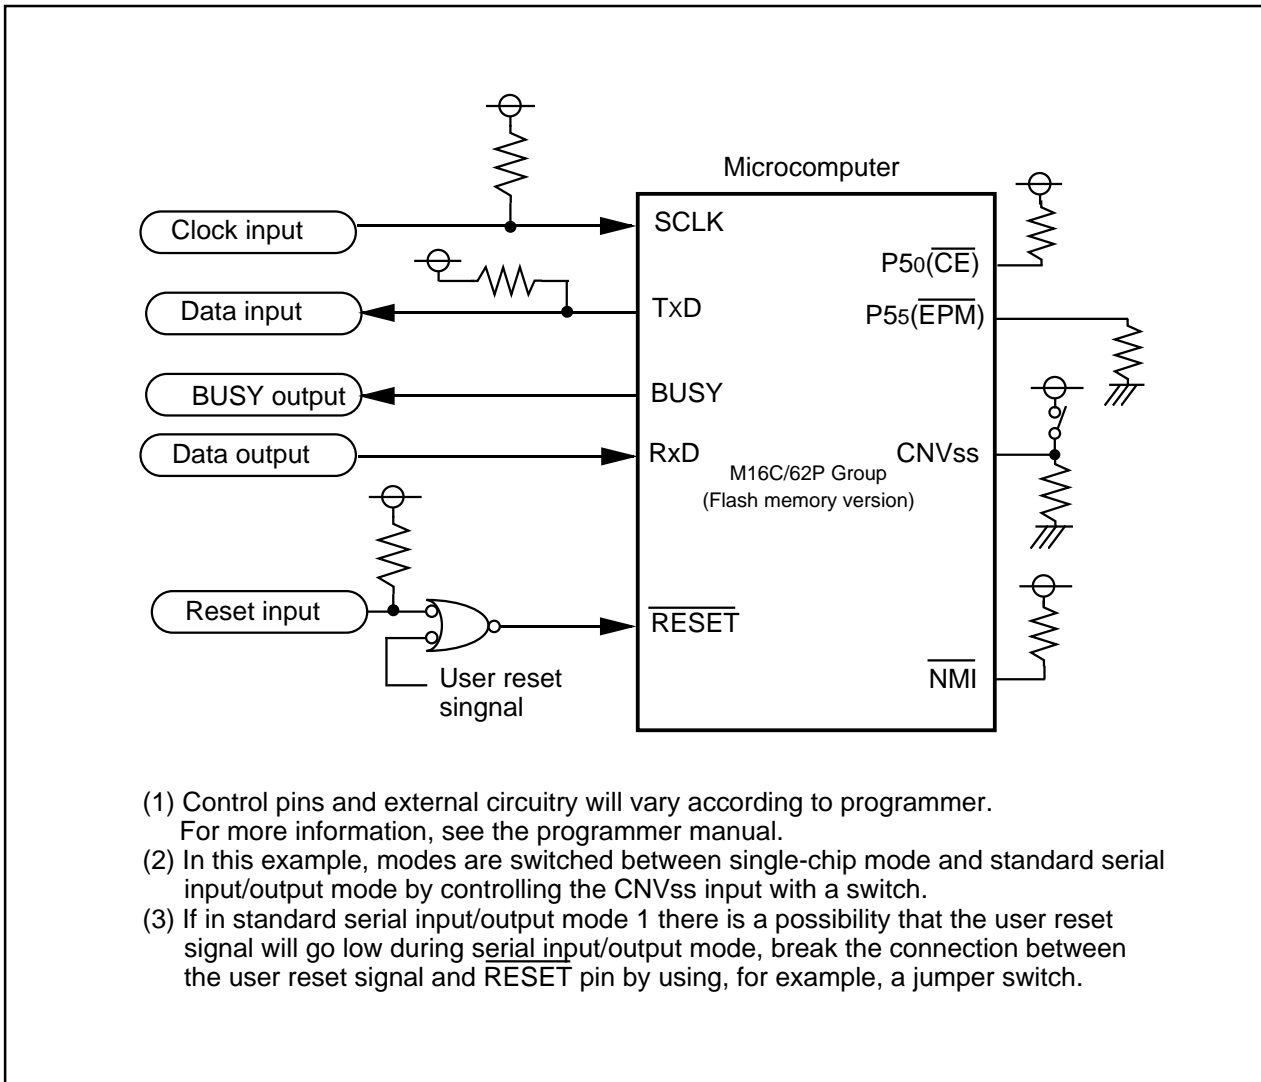 Microcomputer
Clock input
SCLK
P50(CE)
Data input
TxD
P55(EPM)
BUSY output
BUSY
Data output
RxD
CNVss
M16C/62P Group
(Flash memory version)
Reset input
RESET
User reset
singnal
NMI
(1) Control pins and external circuitry will vary according to programmer.
For more information, see the programmer manual.
(2) In this example, modes are switched between single-chip mode and standard serial
input/output mode by controlling the CNVss input with a switch.
(3) If in standard serial input/output mode 1 there is a possibility that the user reset
signal will go low during serial input/output mode, break the connection between
the user reset signal and RESET pin by using, for example, a jumper switch.